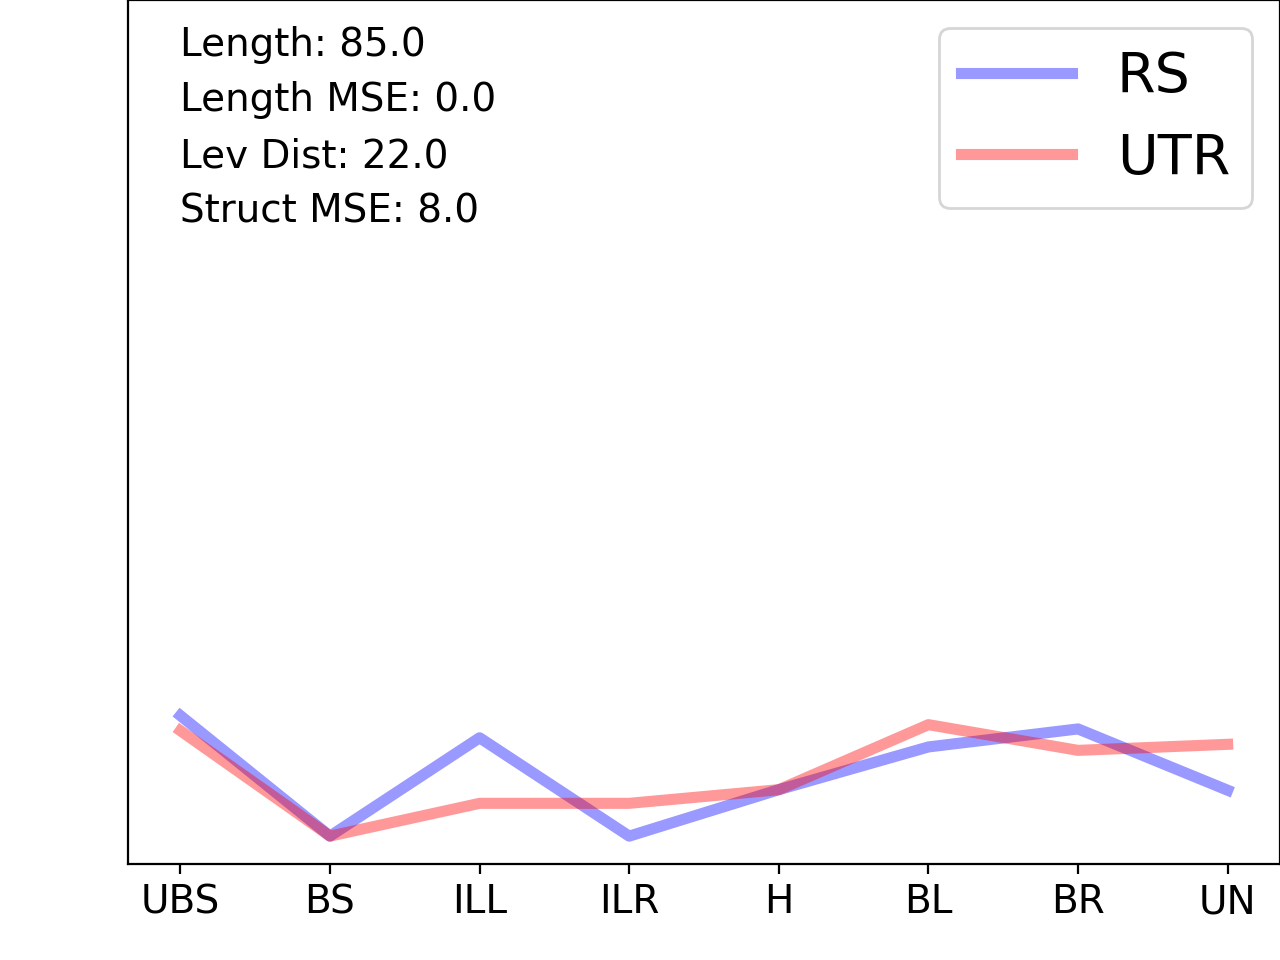 Length: 85.0
Length MSE: 0.0
Lev Dist: 22.0
Struct MSE: 8.0
RS
UTR
UBS BS ILL ILR H BL BR UN